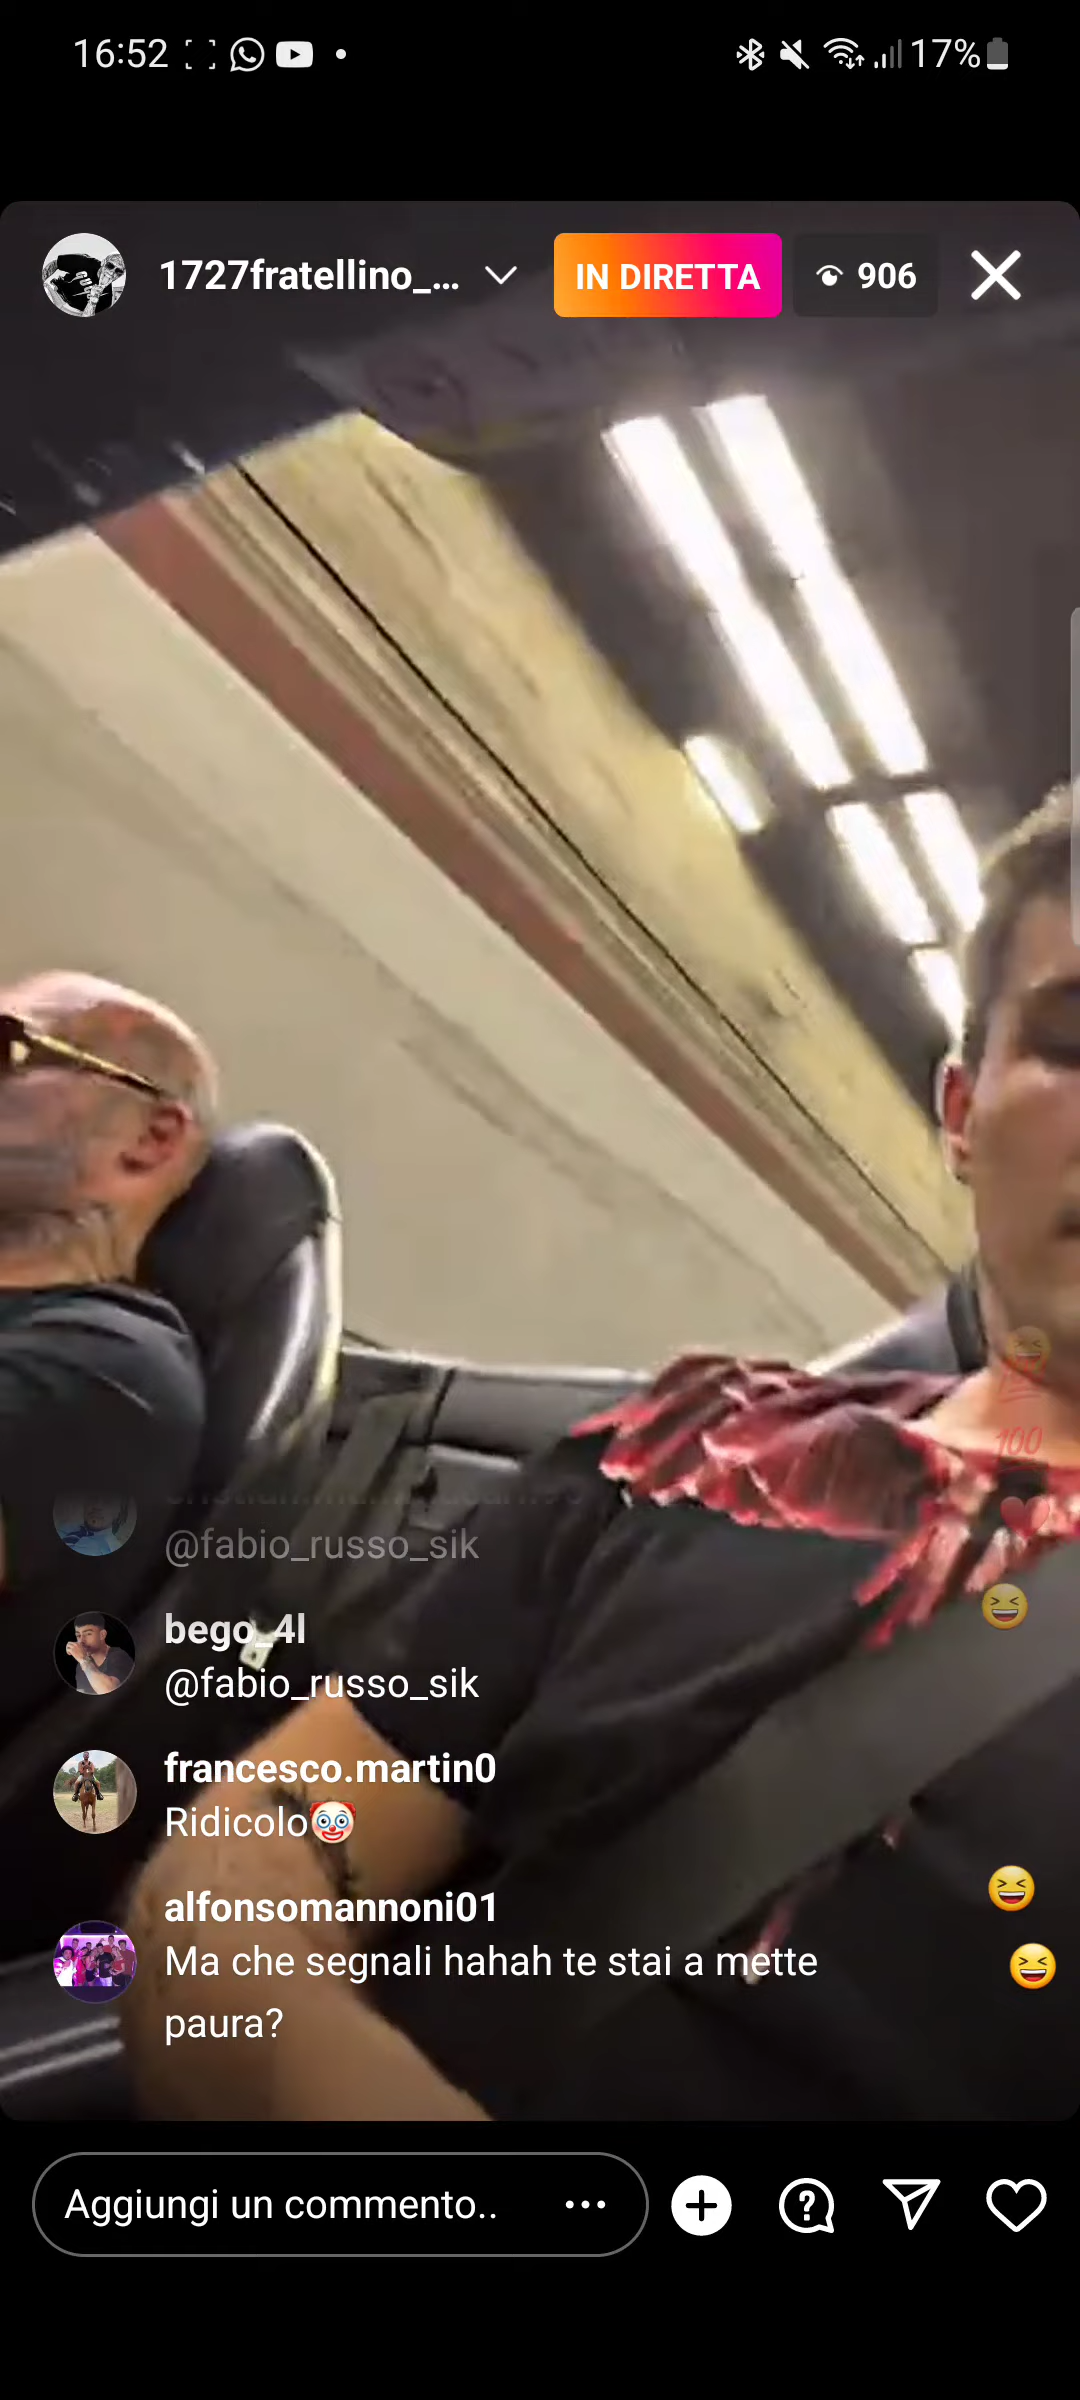 16:52
17%
1727fratellino_...
IN DIRETTA
906
@fabio_russo_sik
bego_4l
@fabio_russo_sik
francesco.martin0
Ridicolo🤡
alfonsomannoni01
Ma che segnali hahah te stai a mette
paura?
Aggiungi un commento..